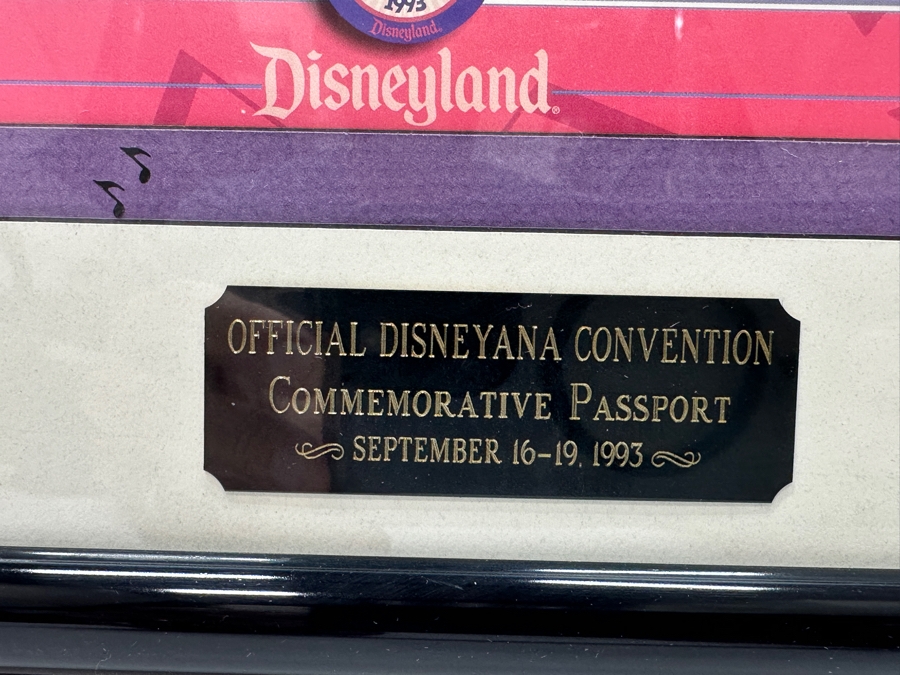 1993
Disneyland®
Disneyland®
OFFICIAL DISNEYANA CONVENTION
COMMEMORATIVE PASSPORT
SEPTEMBER 16-19, 1993